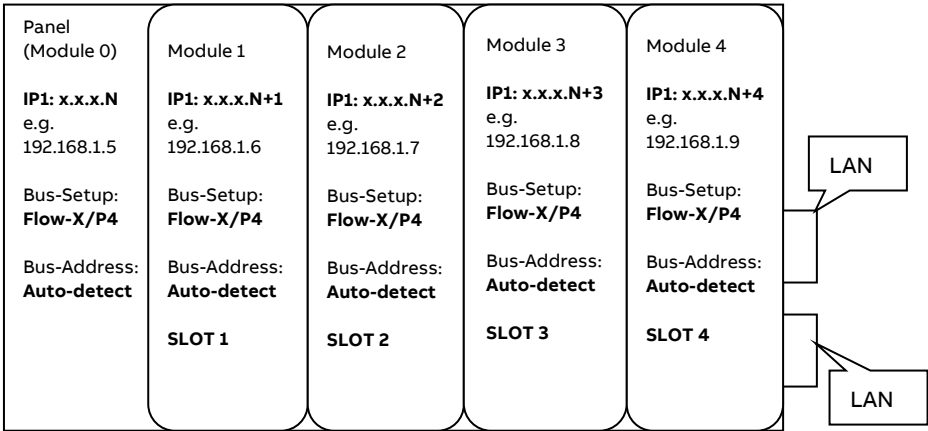 Panel
(Module 0)
IP1: x.x.x.N
e.g.
192.168.1.5
Bus-Setup:
Flow-X/P4
Bus-Address:
Auto-detect
Module 1
IP1: x.x.x.N+1
e.g.
192.168.1.6
Bus-Setup:
Flow-X/P4
Bus-Address:
Auto-detect
SLOT 1
Module 2
IP1: x.x.x.N+2
e.g.
192.168.1.7
Bus-Setup:
Flow-X/P4
Bus-Address:
Auto-detect
SLOT 2
Module 3
IP1: x.x.x.N+3
e.g.
192.168.1.8
Bus-Setup:
Flow-X/P4
Bus-Address:
Auto-detect
SLOT 3
Module 4
IP1: x.x.x.N+4
e.g.
192.168.1.9
Bus-Setup:
Flow-X/P4
Bus-Address:
Auto-detect
SLOT 4
LAN
LAN